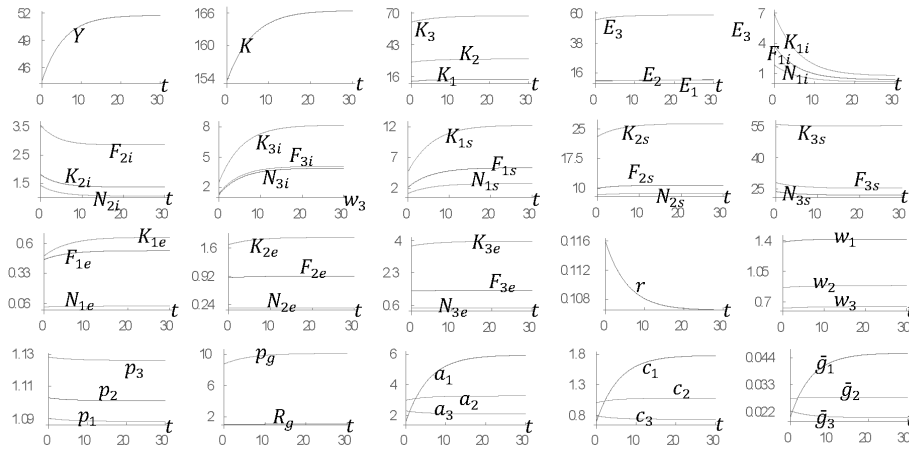 52 166 70 60 7
Y K K₃ E₃ E₃ K₁ᵢ
49 160 43 38 4 F₁ᵢ
46 154 K₂ 16 E₂ 1 N₁ᵢ
16 K₁ E₁
t t t t t
0 10 20 30 0 10 20 30 0 10 20 30 0 10 20 30 0 10 20 30
3.5 8 12 25 55
F₂ᵢ K₃ᵢ F₃ᵢ K₁ₛ K₂ₛ K₃ₛ
2.5 5 7 17.5 40
K₂ᵢ N₃ᵢ F₁ₛ F₂ₛ F₃ₛ
1.5 N₂ᵢ 2 2 N₁ₛ 10 N₂ₛ 25 N₃ₛ
t w₃ t t t
0 10 20 30 0 10 20 30 0 10 20 30 0 10 20 30 0 10 20 30
0.6 K₁ₑ 1.6 K₂ₑ 4 K₃ₑ 0.116 1.4 w₁
F₁ₑ F₂ₑ F₃ₑ
0.33 0.92 2.3 0.112 1.05 w₂
N₁ₑ N₂ₑ N₃ₑ r w₃
0.05 0.24 0.6 0.108 0.7
t t t t t
0 10 20 30 0 10 20 30 0 10 20 30 0 10 20 30 0 10 20 30
1.13 10 p_g 6 1.8 0.044
p₃ a₁ c₁ ḡ₁
1.11 6 4 1.3 0.033
p₂ a₂ c₂ ḡ₂
1.09 p₁ 2 R_g 2 a₃ 0.8 c₃ 0.022 ḡ₃
t t t t t
0 10 20 30 0 10 20 30 0 10 20 30 0 10 20 30 0 10 20 30